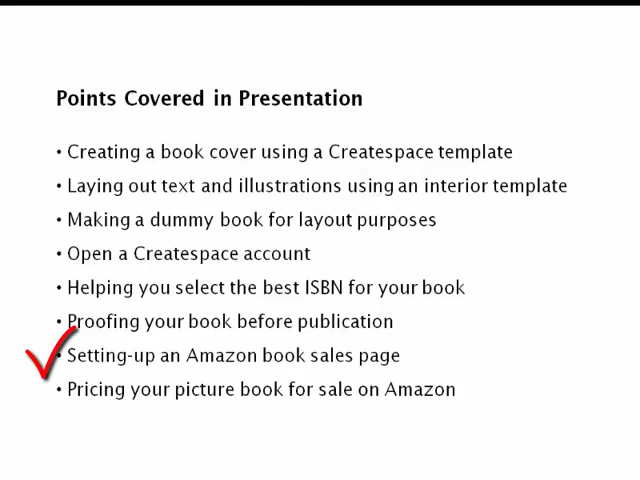 Points Covered in Presentation
• Creating a book cover using a Createspace template
• Laying out text and illustrations using an interior template
• Making a dummy book for layout purposes
• Open a Createspace account
• Helping you select the best ISBN for your book
• Proofing your book before publication
• Setting-up an Amazon book sales page
• Pricing your picture book for sale on Amazon